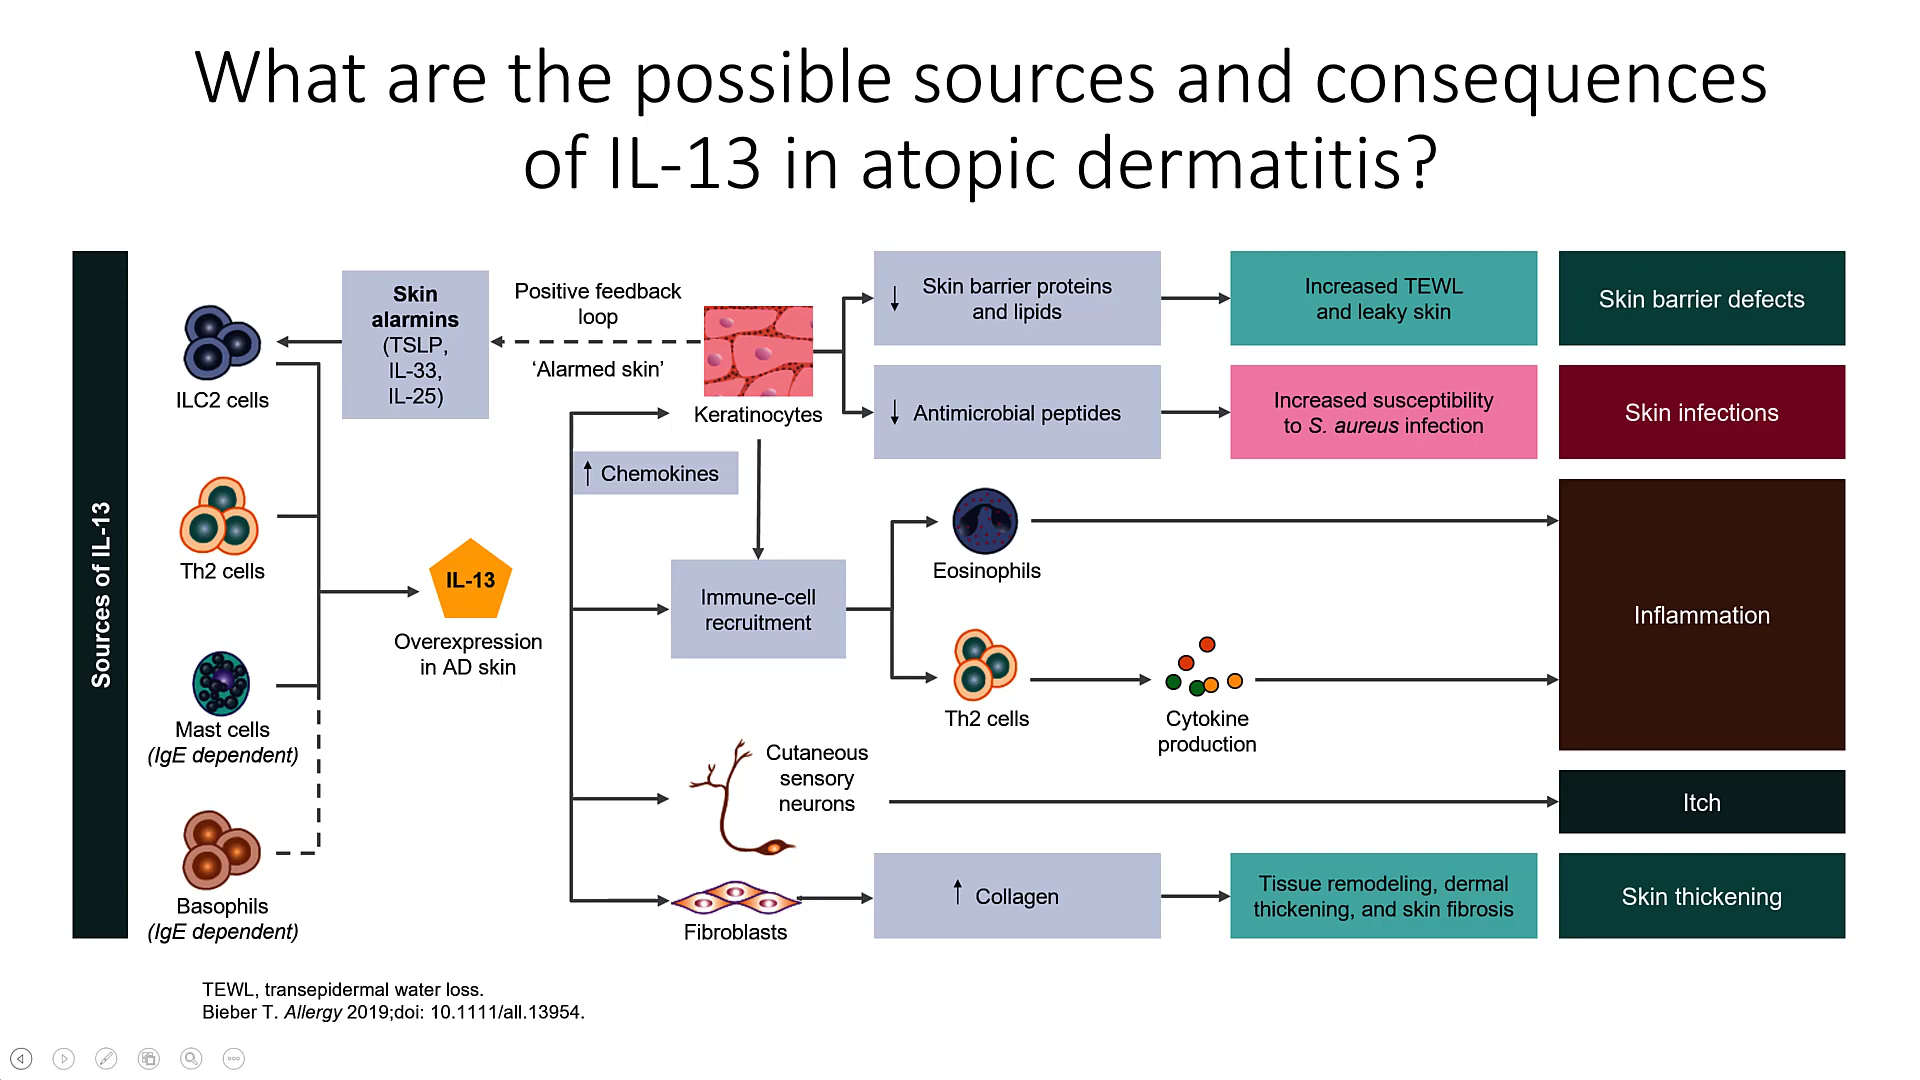 What are the possible sources and consequences
of IL-13 in atopic dermatitis?
Sources of IL-13
ILC2 cells
Th2 cells
Mast cells
(IgE dependent)
Basophils
(IgE dependent)
Skin
alarmins
(TSLP,
IL-33,
IL-25)
Positive feedback
loop
‘Alarmed skin’
IL-13
Overexpression
in AD skin
Keratinocytes
↑ Chemokines
Immune-cell
recruitment
Cutaneous
sensory
neurons
Fibroblasts
↓ Skin barrier proteins
and lipids
Increased TEWL
and leaky skin
Skin barrier defects
↓ Antimicrobial peptides
Increased susceptibility
to S. aureus infection
Skin infections
Eosinophils
Th2 cells
Cytokine
production
Inflammation
Itch
↑ Collagen
Tissue remodeling, dermal
thickening, and skin fibrosis
Skin thickening
TEWL, transepidermal water loss.
Bieber T. Allergy 2019;doi: 10.1111/all.13954.